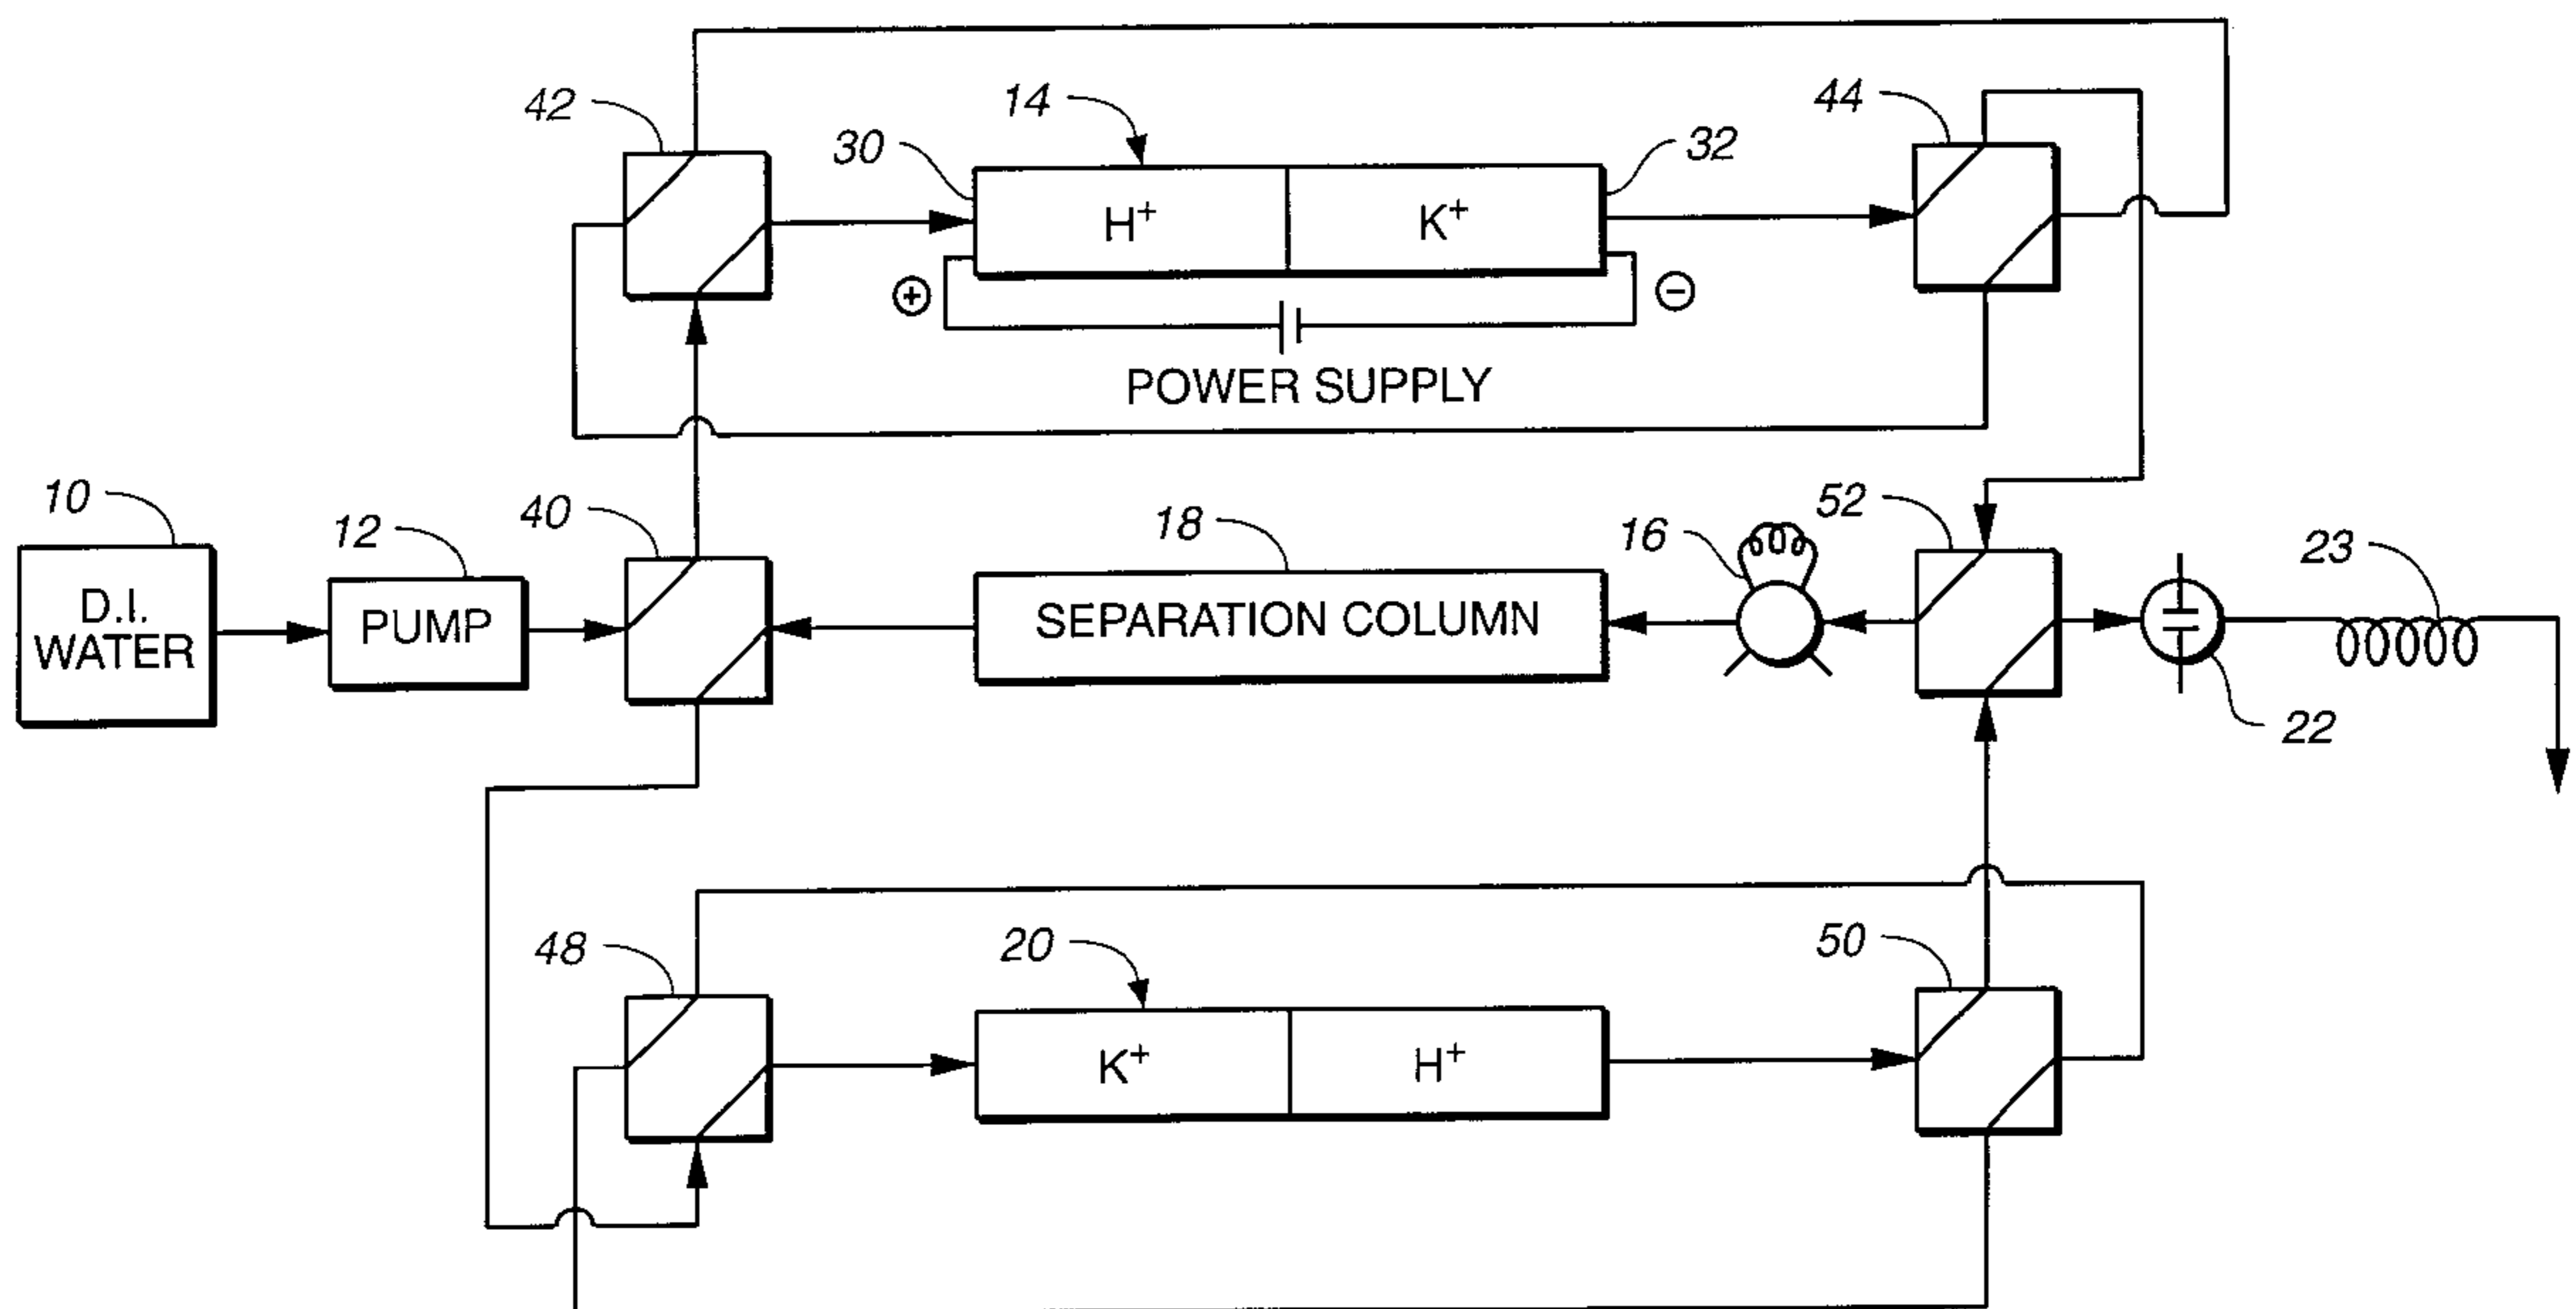 42
14
44
30
32
H+
K+
⊕
⊖
POWER SUPPLY
10
12
40
18
16
52
23
D.I.
WATER
PUMP
SEPARATION COLUMN
22
48
20
50
K+
H+